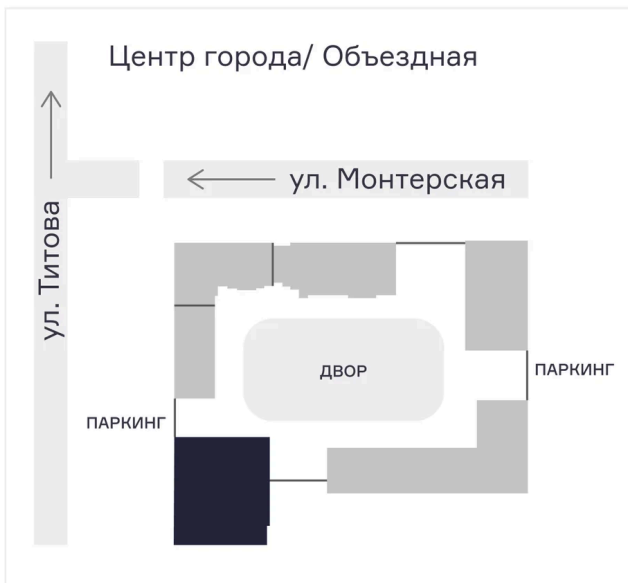 Центр города/ Объездная
ул. Монтерская
ул. Титова
ДВОР
ПАРКИНГ
ПАРКИНГ